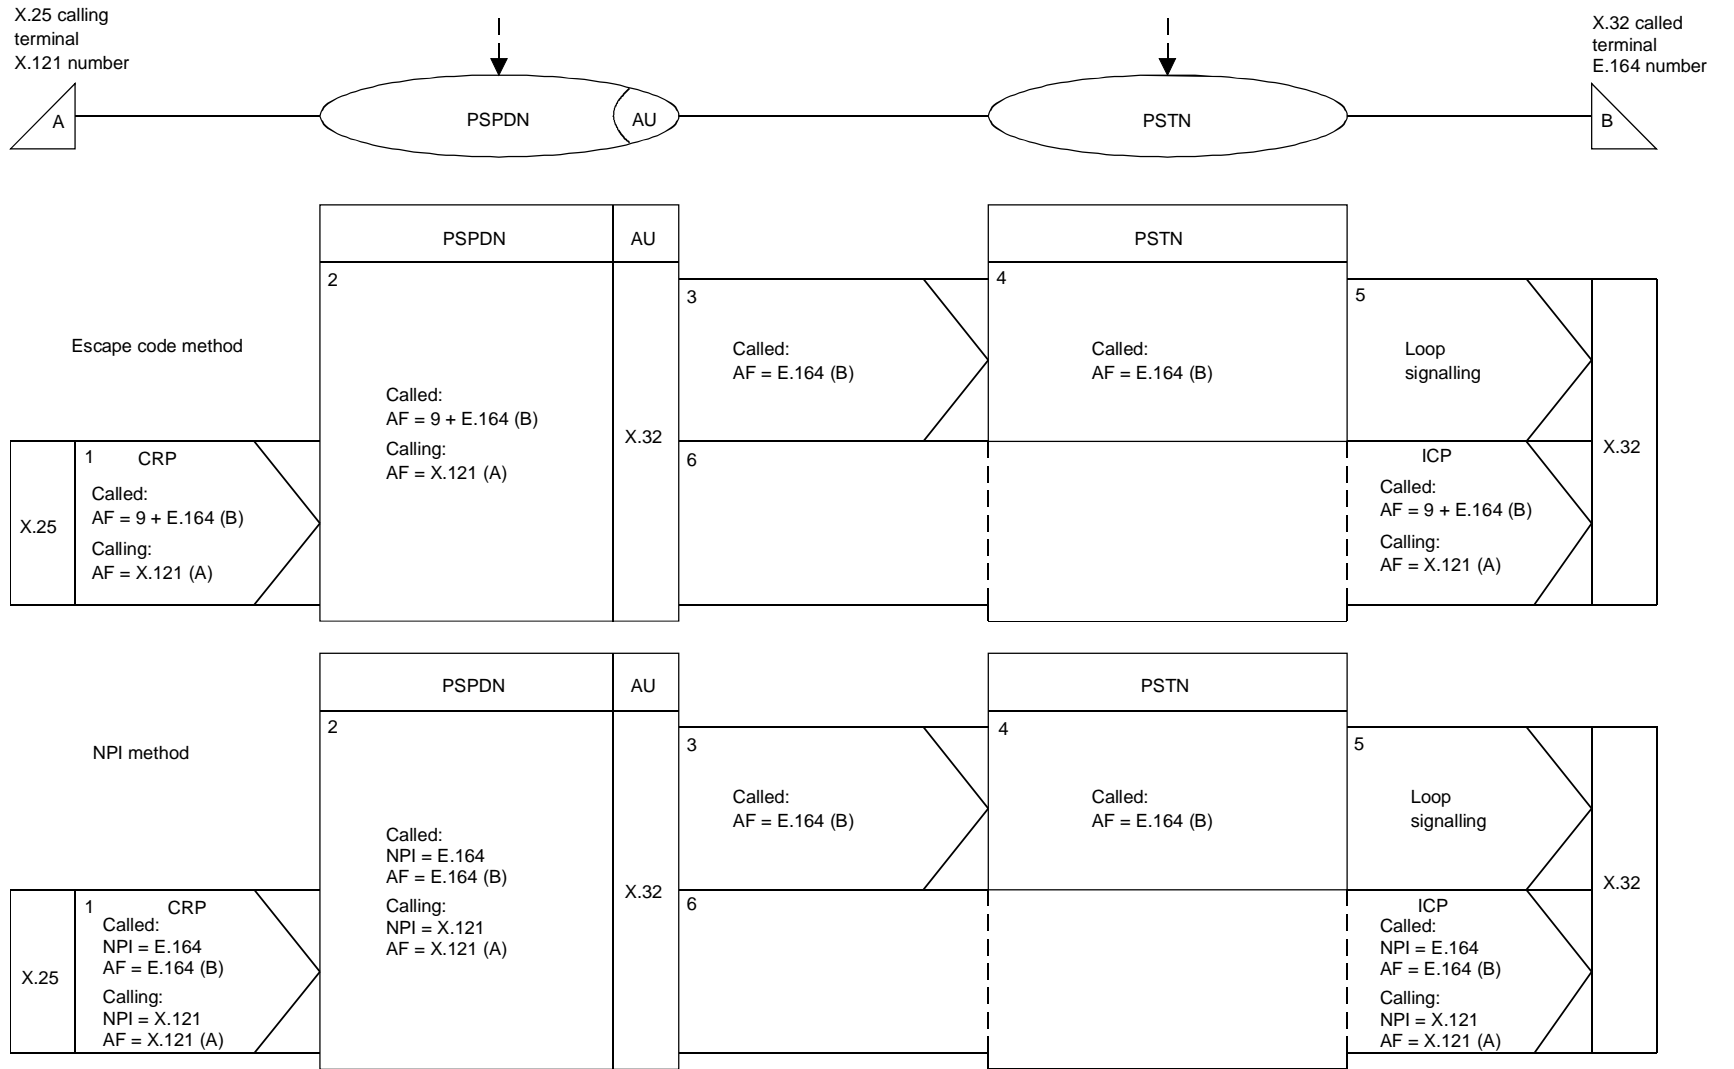 X.25 calling
terminal
X.121 number
X.32 called
terminal
E.164 number
A
PSPDN
AU
PSTN
B
PSPDN
AU
PSTN
Escape code method
X.25
1
CRP
Called:
AF = 9 + E.164 (B)
Calling:
AF = X.121 (A)
2
Called:
AF = 9 + E.164 (B)
Calling:
AF = X.121 (A)
X.32
3
Called:
AF = E.164 (B)
4
Called:
AF = E.164 (B)
5
Loop
signalling
6
ICP
Called:
AF = 9 + E.164 (B)
Calling:
AF = X.121 (A)
X.32
PSPDN
AU
PSTN
NPI method
X.25
1
CRP
Called:
NPI = E.164
AF = E.164 (B)
Calling:
NPI = X.121
AF = X.121 (A)
2
Called:
NPI = E.164
AF = E.164 (B)
Calling:
NPI = X.121
AF = X.121 (A)
X.32
3
Called:
AF = E.164 (B)
4
Called:
AF = E.164 (B)
5
Loop
signalling
6
ICP
Called:
NPI = E.164
AF = E.164 (B)
Calling:
NPI = X.121
AF = X.121 (A)
X.32